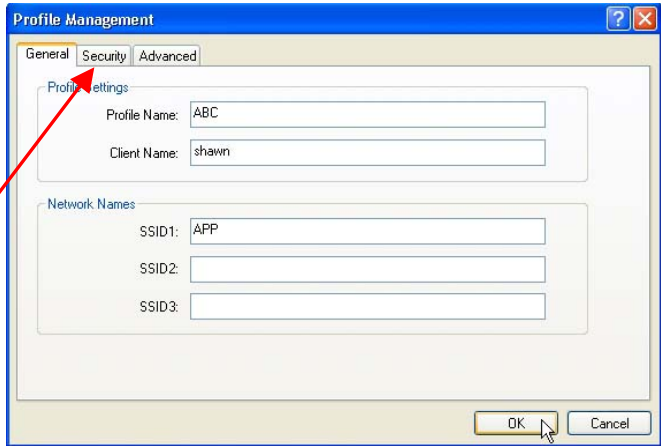 Profile Management
General Security Advanced
Profile Settings
Profile Name: ABC
Client Name: shawn
Network Names
SSID1: APP
SSID2:
SSID3:
OK Cancel